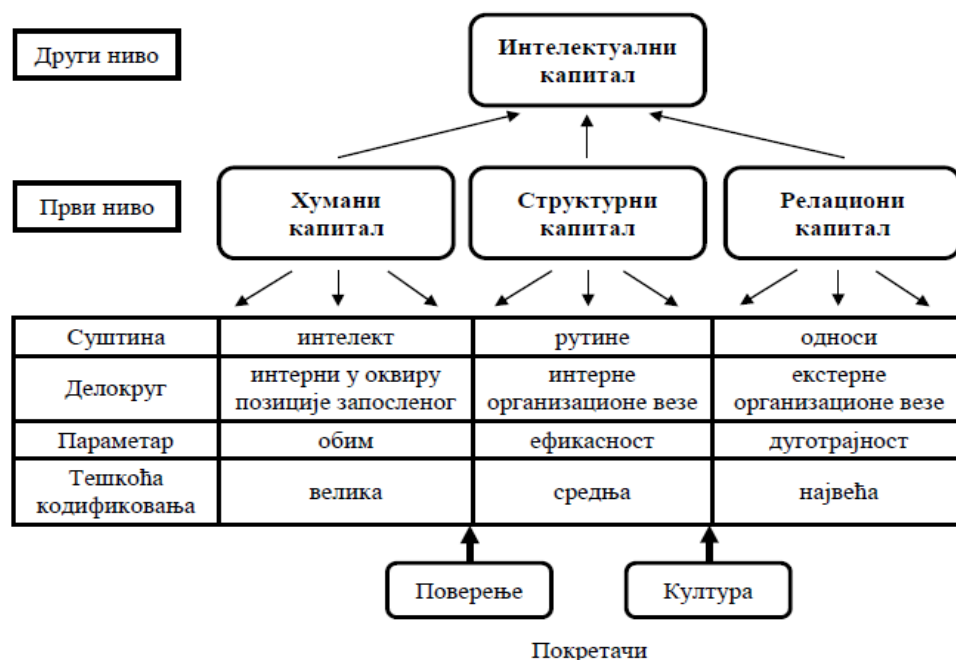 Други ниво
Интелектуални
капитал
Први ниво
Хумани
капитал
Структурни
капитал
Релациони
капитал
Суштина
интелект
рутине
односи
Делокруг
интерни у оквиру
позиције запосленог
интерне
организационе везе
екстерне
организационе везе
Параметар
обим
ефикасност
дуготрајност
Тешкоћа
кодификовања
велика
средња
највећа
Поверење
Култура
Покретачи